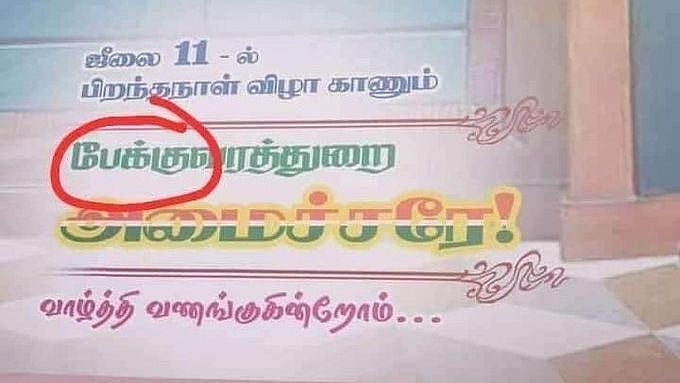 ஜீலை 11 - ல்
பிறந்தநாள் விழா காணும்
பேக்குவரத்துறை
அமைச்சரே!
வாழ்த்தி வணங்குகின்றோம்...